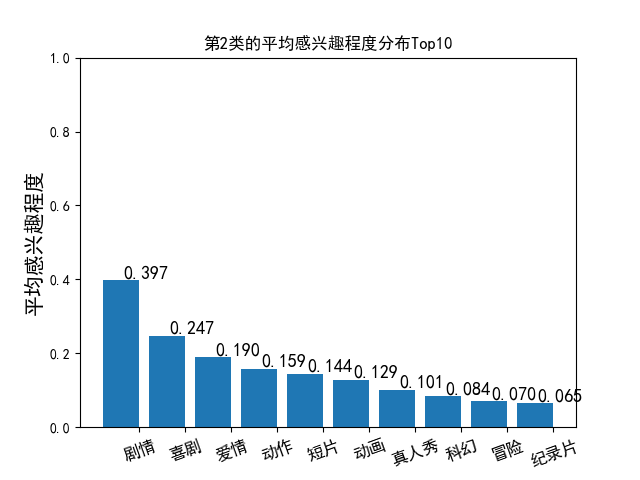 第2类的平均感兴趣程度分布Top10
平均感兴趣程度
1.0
0.8
0.6
0.4
0.2
0.0
0.397
0.247
0.190
0.159
0.144
0.129
0.101
0.084
0.070
0.065
剧情
喜剧
爱情
动作
短片
动画
真人秀
科幻
冒险
纪录片